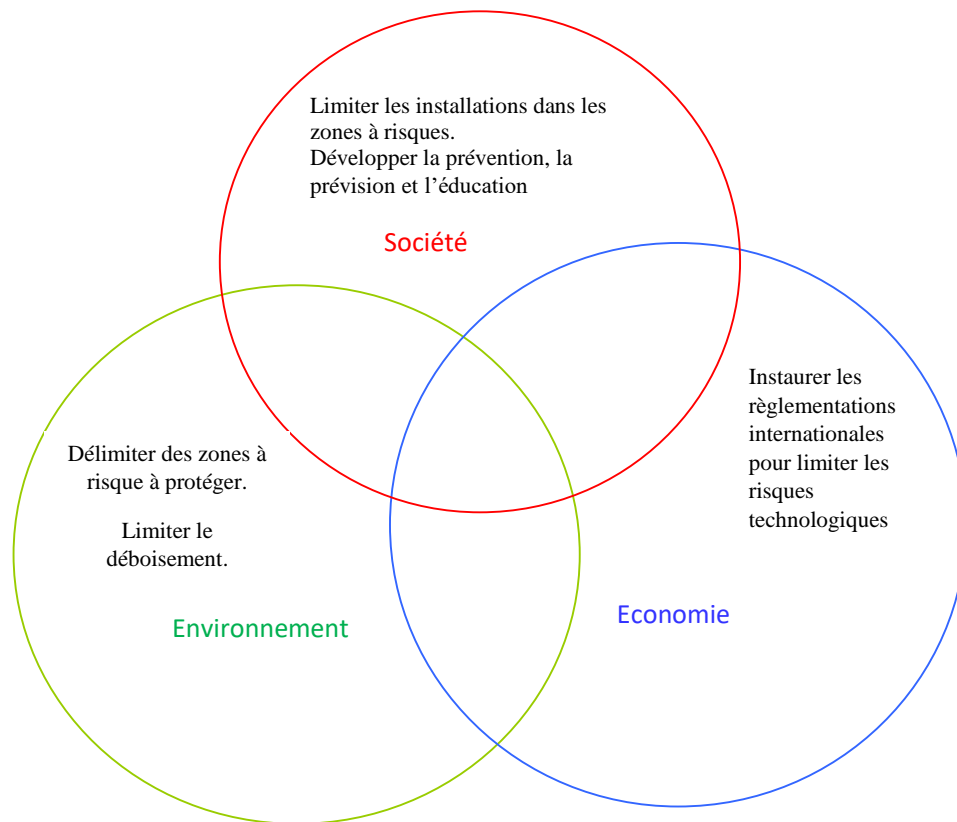 Limiter les installations dans les
zones à risques.
Développer la prévention, la
prévision et l’éducation
Société
Instaurer les
règlementations
internationales
pour limiter les
risques
technologiques
Délimiter des zones à
risque à protéger.
Limiter le
déboisement.
Environnement
Economie